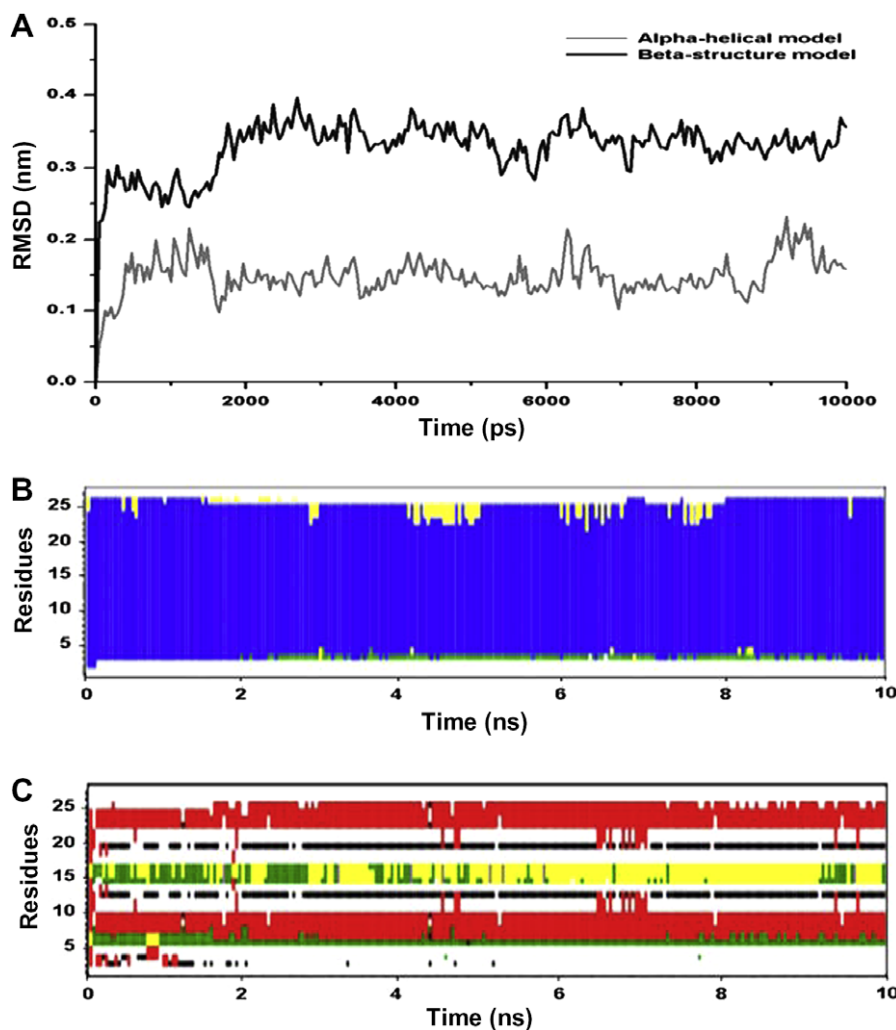 A
0.5
0.4
0.3
0.2
0.1
0.0
RMSD (nm)
Alpha-helical model
Beta-structure model
0 2000 4000 6000 8000 10000
Time (ps)
B
25
20
15
10
5
Residues
0 2 4 6 8 10
Time (ns)
C
25
20
15
10
5
Residues
0 2 4 6 8 10
Time (ns)